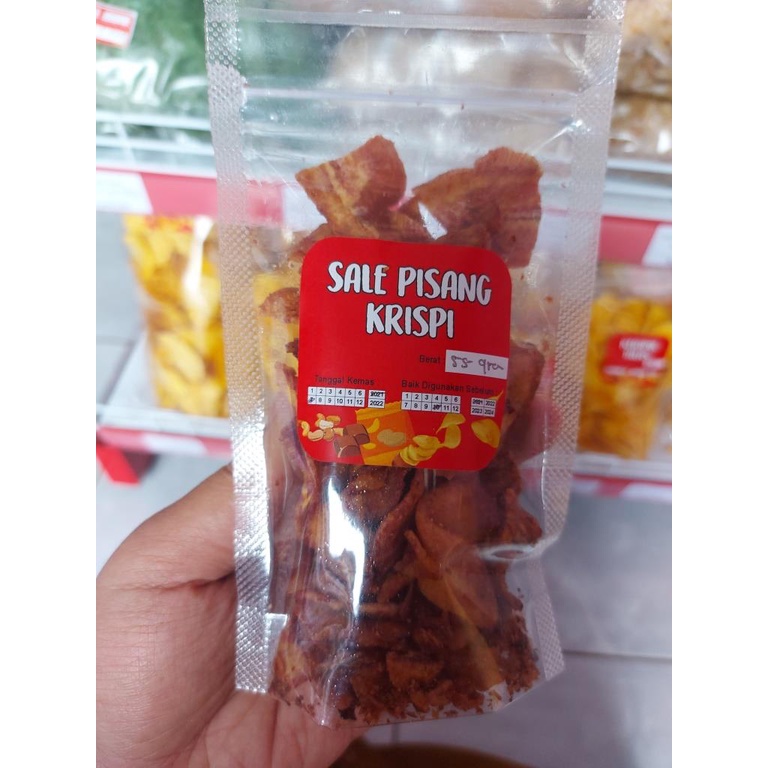 SALE PISANG
KRISPI
Berat 55 gram
Tanggal Kemas Baik Digunakan Sebelum
1 2 3 4 5 6 2021 1 2 3 4 5 6 2021 2022
8 9 10 11 12 2022 7 8 9 10 11 12 2023 2024